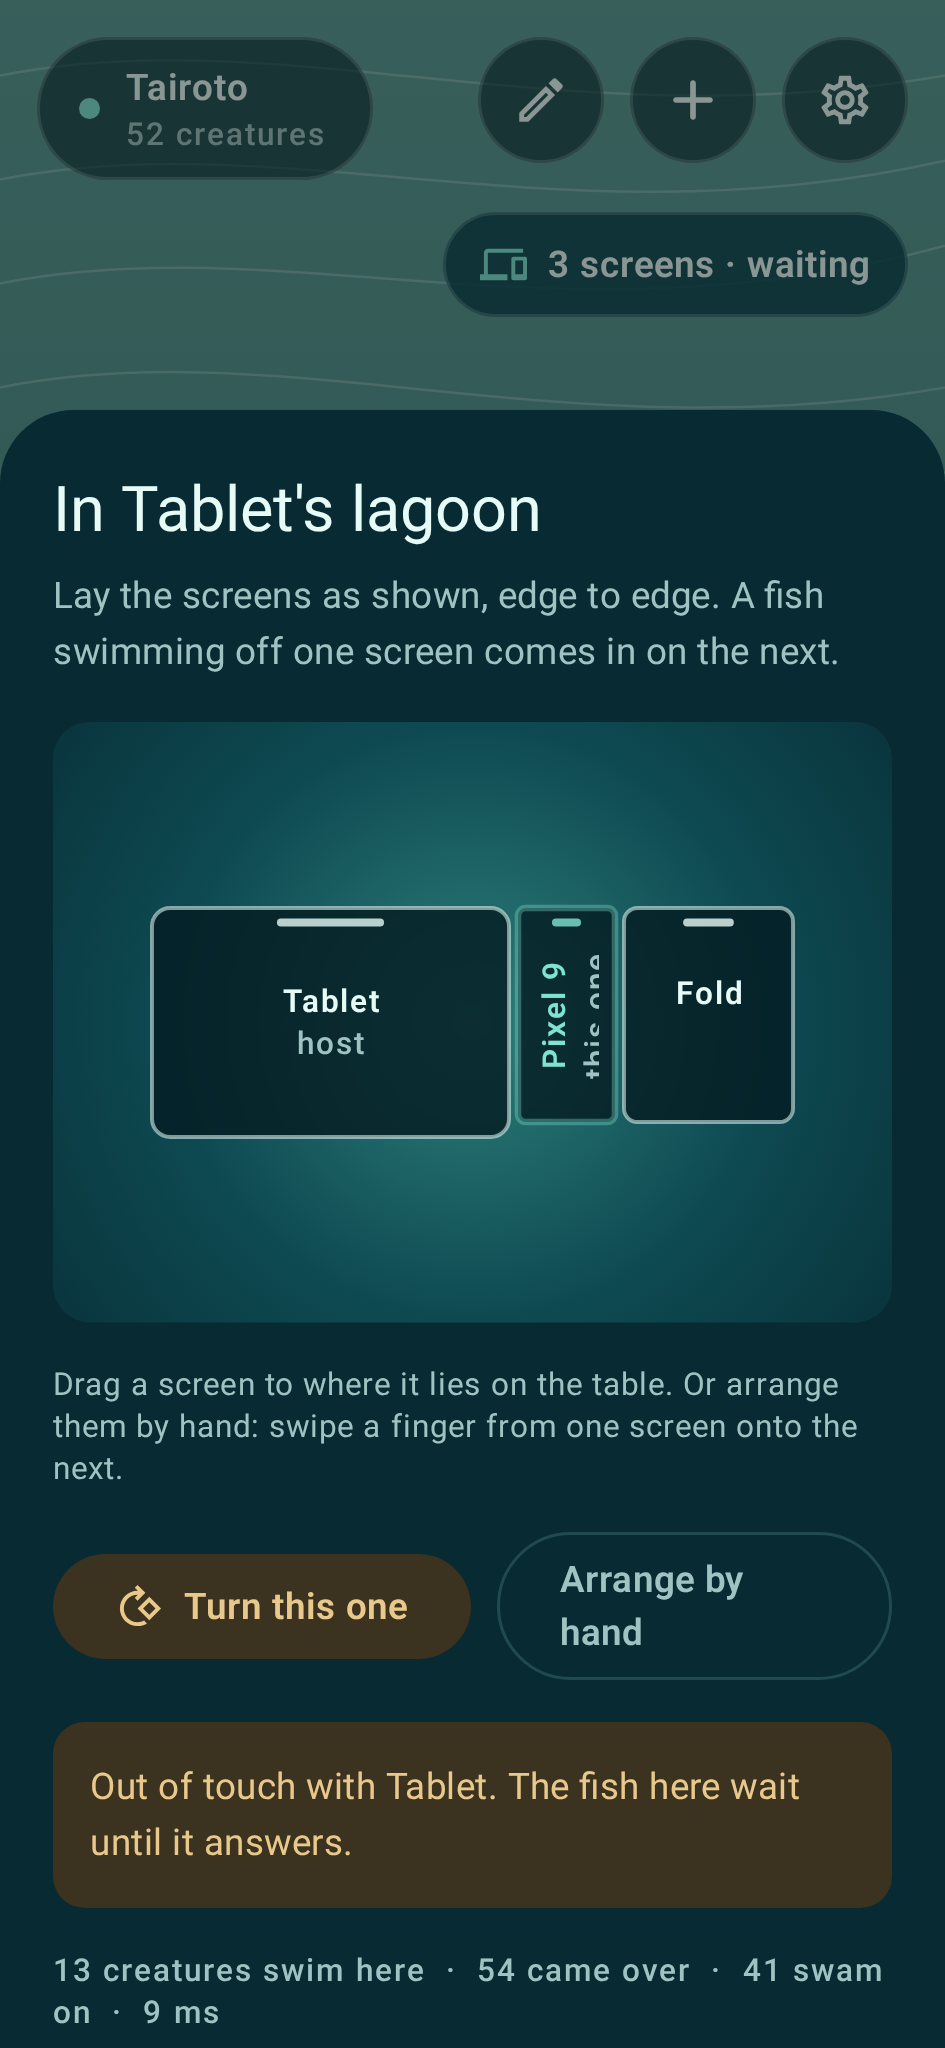 Tairoto
52 creatures
3 screens · waiting
In Tablet's lagoon
Lay the screens as shown, edge to edge. A fish
swimming off one screen comes in on the next.
Tablet
host
Pixel 9
this one
Fold
Drag a screen to where it lies on the table. Or arrange
them by hand: swipe a finger from one screen onto the
next.
Turn this one
Arrange by
hand
Out of touch with Tablet. The fish here wait
until it answers.
13 creatures swim here · 54 came over · 41 swam
on · 9 ms